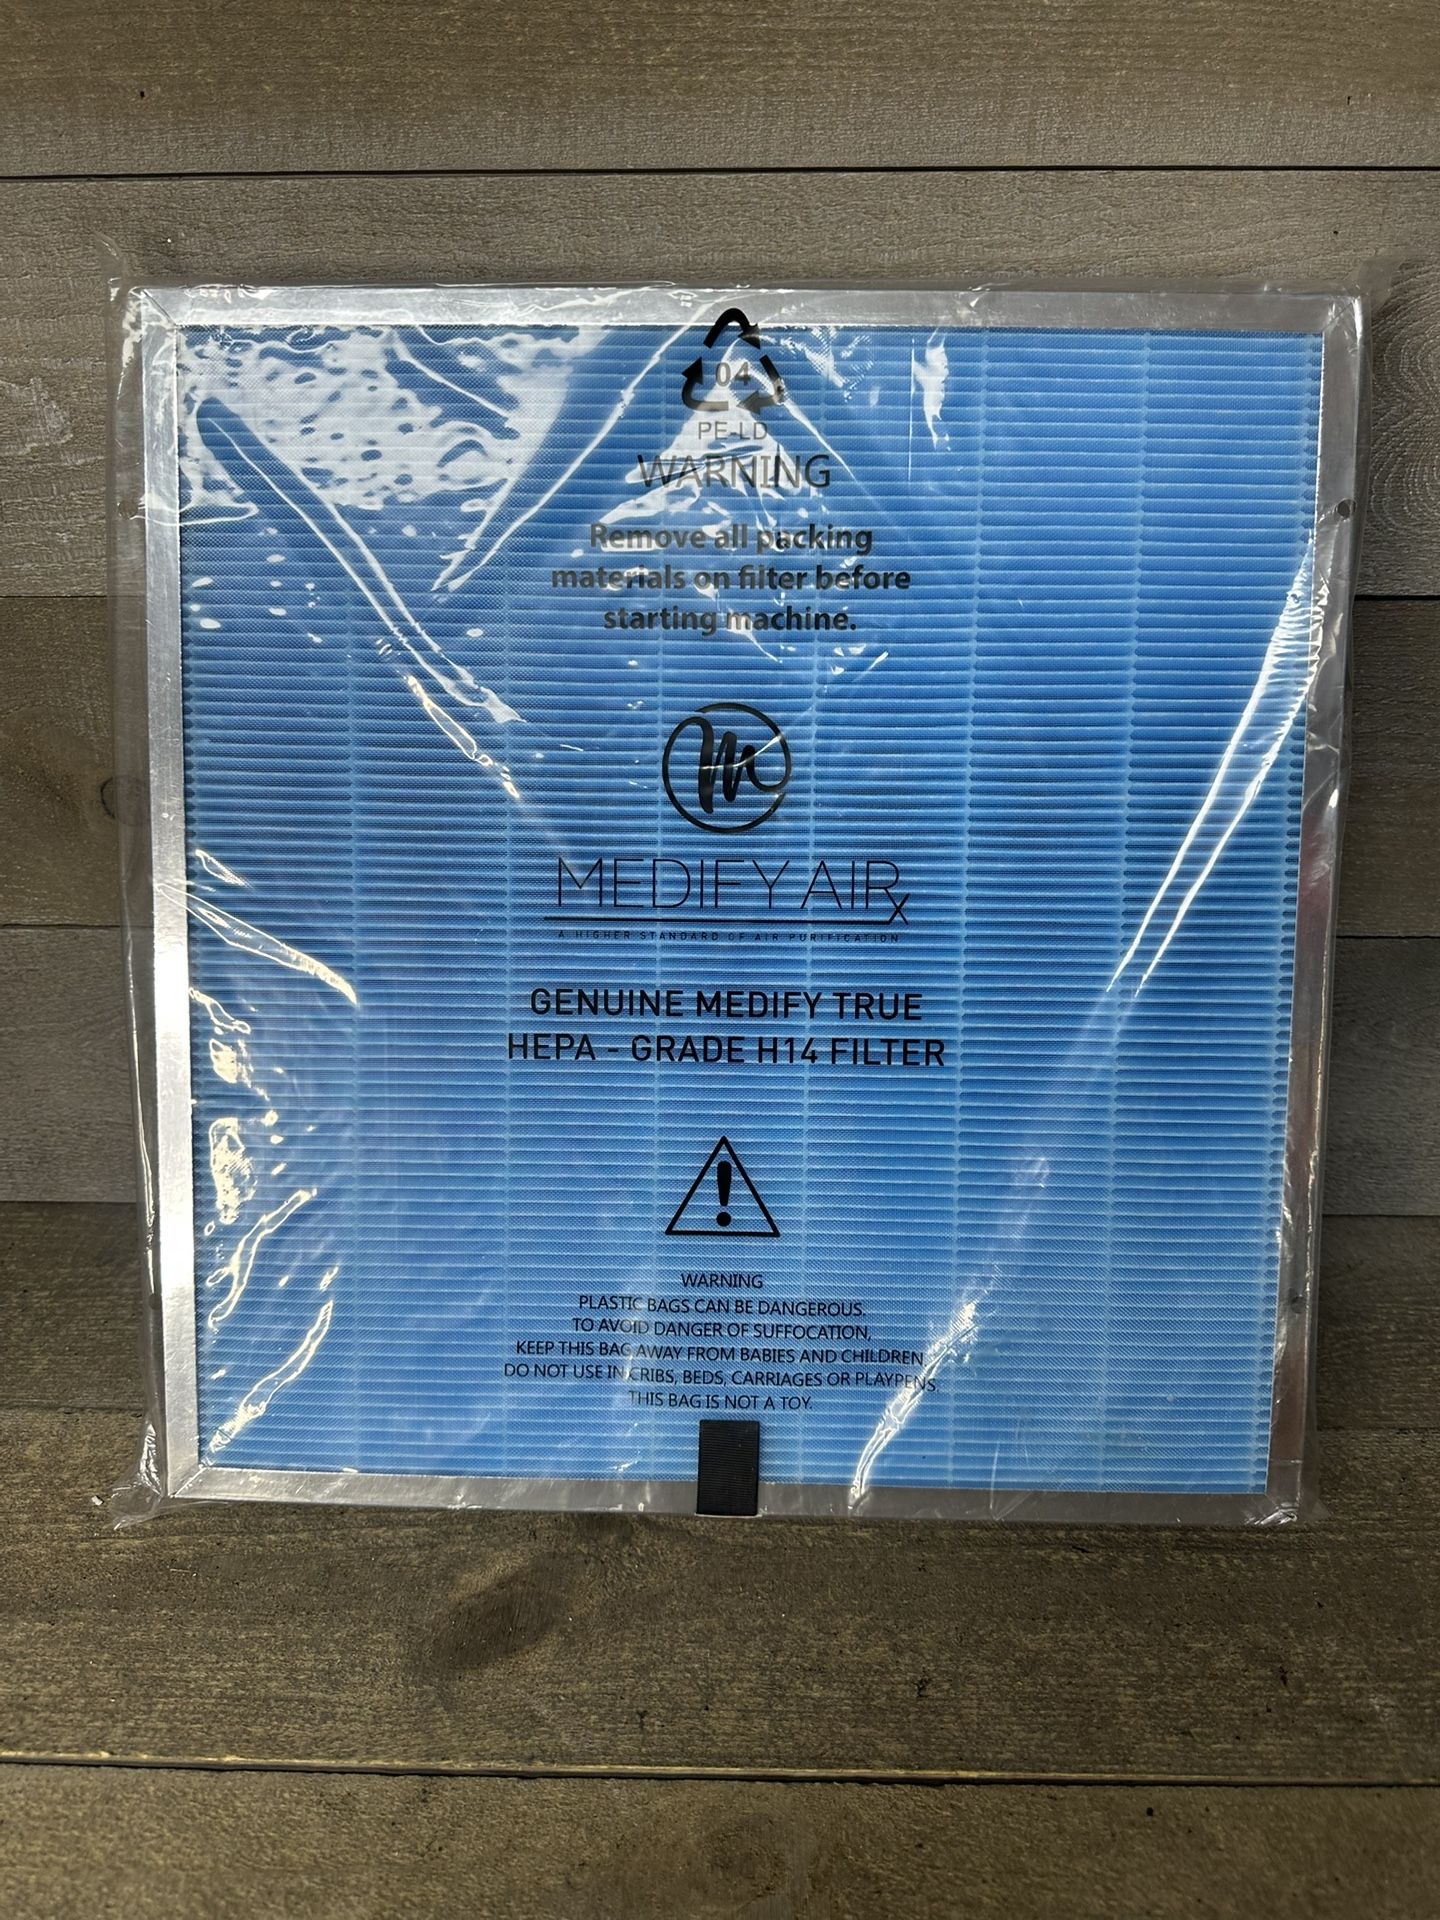 04
PE-LD
WARNING
Remove all packing
materials on filter before
starting machine.
m
MEDIFY AIRx
A HIGHER STANDARD OF AIR PURIFICATION
GENUINE MEDIFY TRUE
HEPA - GRADE H14 FILTER
!
WARNING
PLASTIC BAGS CAN BE DANGEROUS.
TO AVOID DANGER OF SUFFOCATION,
KEEP THIS BAG AWAY FROM BABIES AND CHILDREN.
DO NOT USE IN CRIBS, BEDS, CARRIAGES OR PLAYPENS.
THIS BAG IS NOT A TOY.